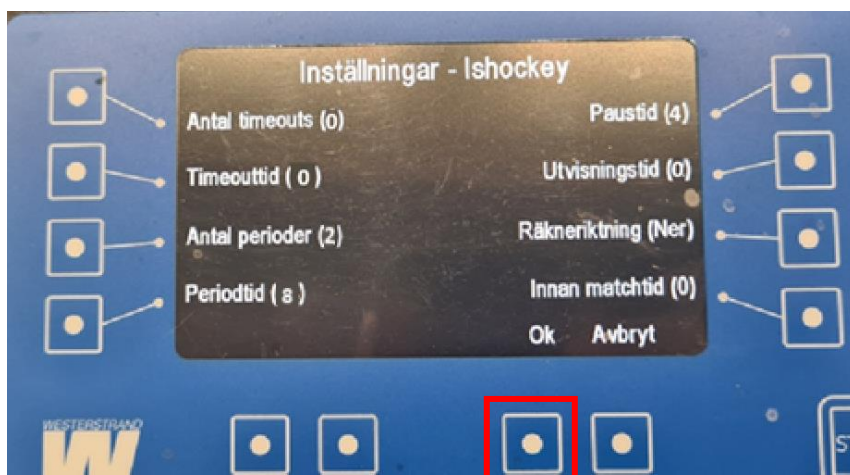 Inställningar - Ishockey
Antal timeouts (0)
Paustid (4)
Timeouttid ( 0 )
Utvisningstid (0)
Antal perioder (2)
Räkneriktning (Ner)
Periodtid ( 8 )
Innan matchtid (0)
Ok Avbryt
WESTERSTRAND
W
ST